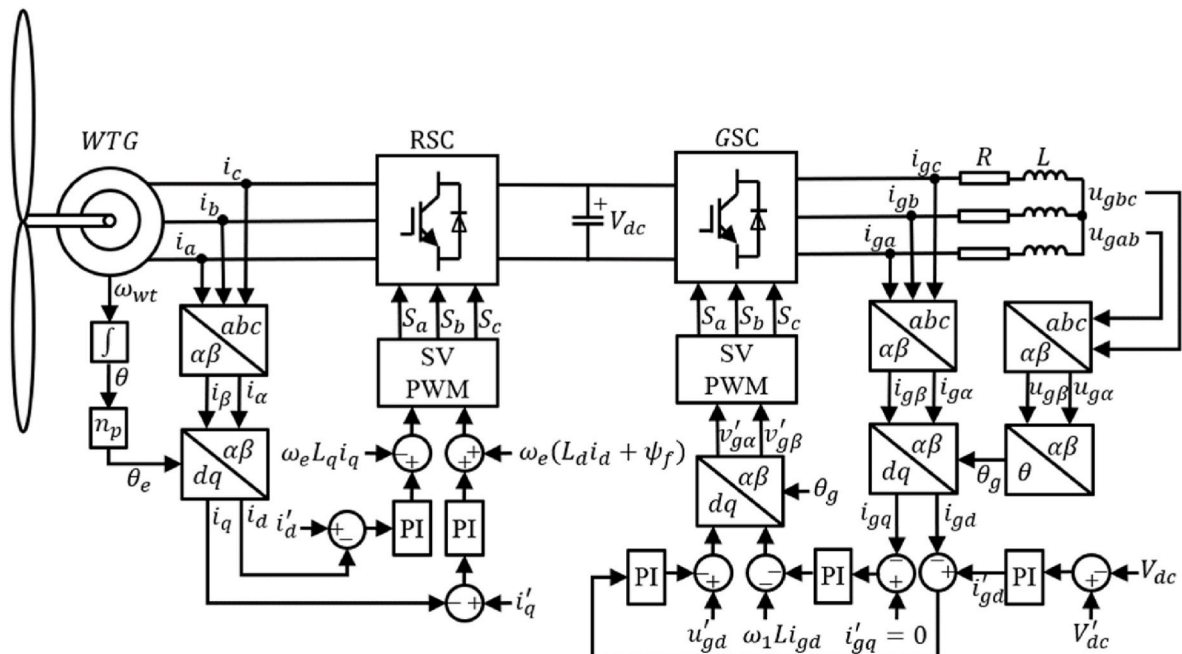 WTG RSC GSC
i_c i_gc R L
i_b + V_dc i_gb u_gbc
i_a i_ga u_gab
ω_wt S_a S_b S_c S_a S_b S_c
∫ abc αβ SV PWM SV PWM abc αβ abc αβ
θ i_β i_α i_gβ i_gα u_gβ u_gα
n_p v'_gα v'_gβ
ω_e L_q i_q - + + + ω_e(L_d i_d + ψ_f)
θ_e αβ dq αβ dq θ_g αβ dq θ_g αβ θ
i_q i_d i'_d + - PI PI i_gq i_gd
PI - + - - PI - + - + i'_gd PI - + V_dc
- + i'_q u'_gd ω_1 L i_gd i'_gq = 0 V'_dc